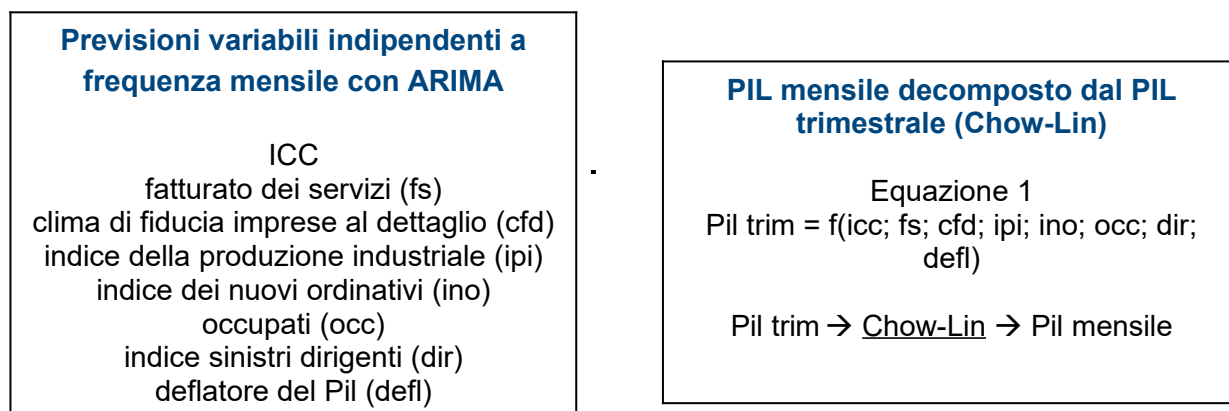 Previsioni variabili indipendenti a
frequenza mensile con ARIMA
ICC
fatturato dei servizi (fs)
clima di fiducia imprese al dettaglio (cfd)
indice della produzione industriale (ipi)
indice dei nuovi ordinativi (ino)
occupati (occ)
indice sinistri dirigenti (dir)
deflatore del Pil (defl)
.
PIL mensile decomposto dal PIL
trimestrale (Chow-Lin)
Equazione 1
Pil trim = f(icc; fs; cfd; ipi; ino; occ; dir;
defl)
Pil trim → Chow-Lin → Pil mensile